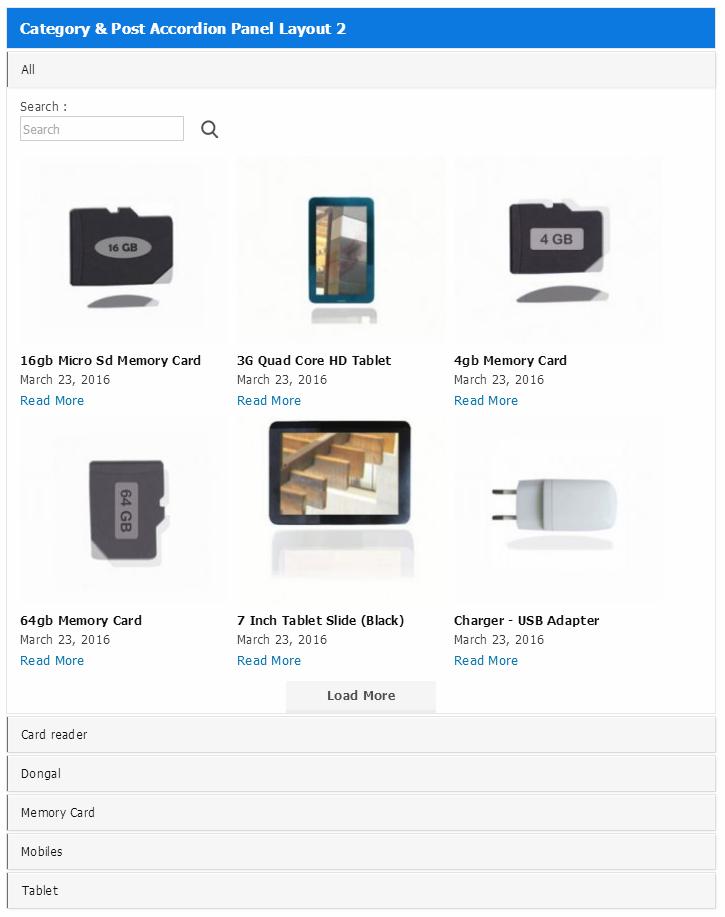 Category & Post Accordion Panel Layout 2
All
Search :
Search
16 GB
4 GB
16gb Micro Sd Memory Card
3G Quad Core HD Tablet
4gb Memory Card
March 23, 2016
March 23, 2016
March 23, 2016
Read More
Read More
Read More
64 GB
64gb Memory Card
7 Inch Tablet Slide (Black)
Charger - USB Adapter
March 23, 2016
March 23, 2016
March 23, 2016
Read More
Read More
Read More
Load More
Card reader
Dongal
Memory Card
Mobiles
Tablet